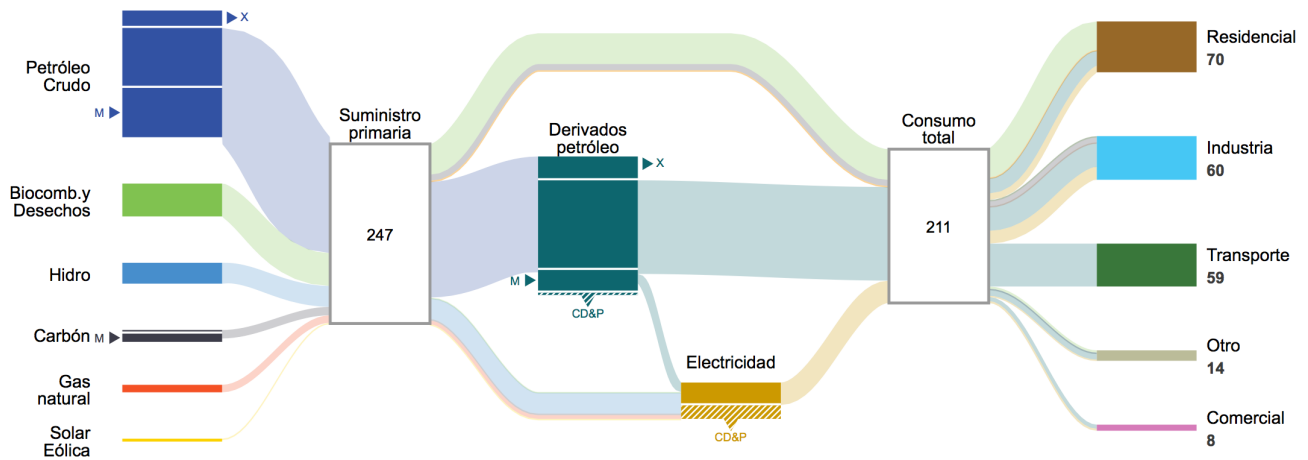 X
Petróleo
Crudo
M
Biocomb.y
Desechos
Hidro
Carbón
M
Gas
natural
Solar
Eólica
Suministro
primaria
247
Derivados
petróleo
X
M
CD&P
Electricidad
CD&P
Consumo
total
211
Residencial
70
Industria
60
Transporte
59
Otro
14
Comercial
8